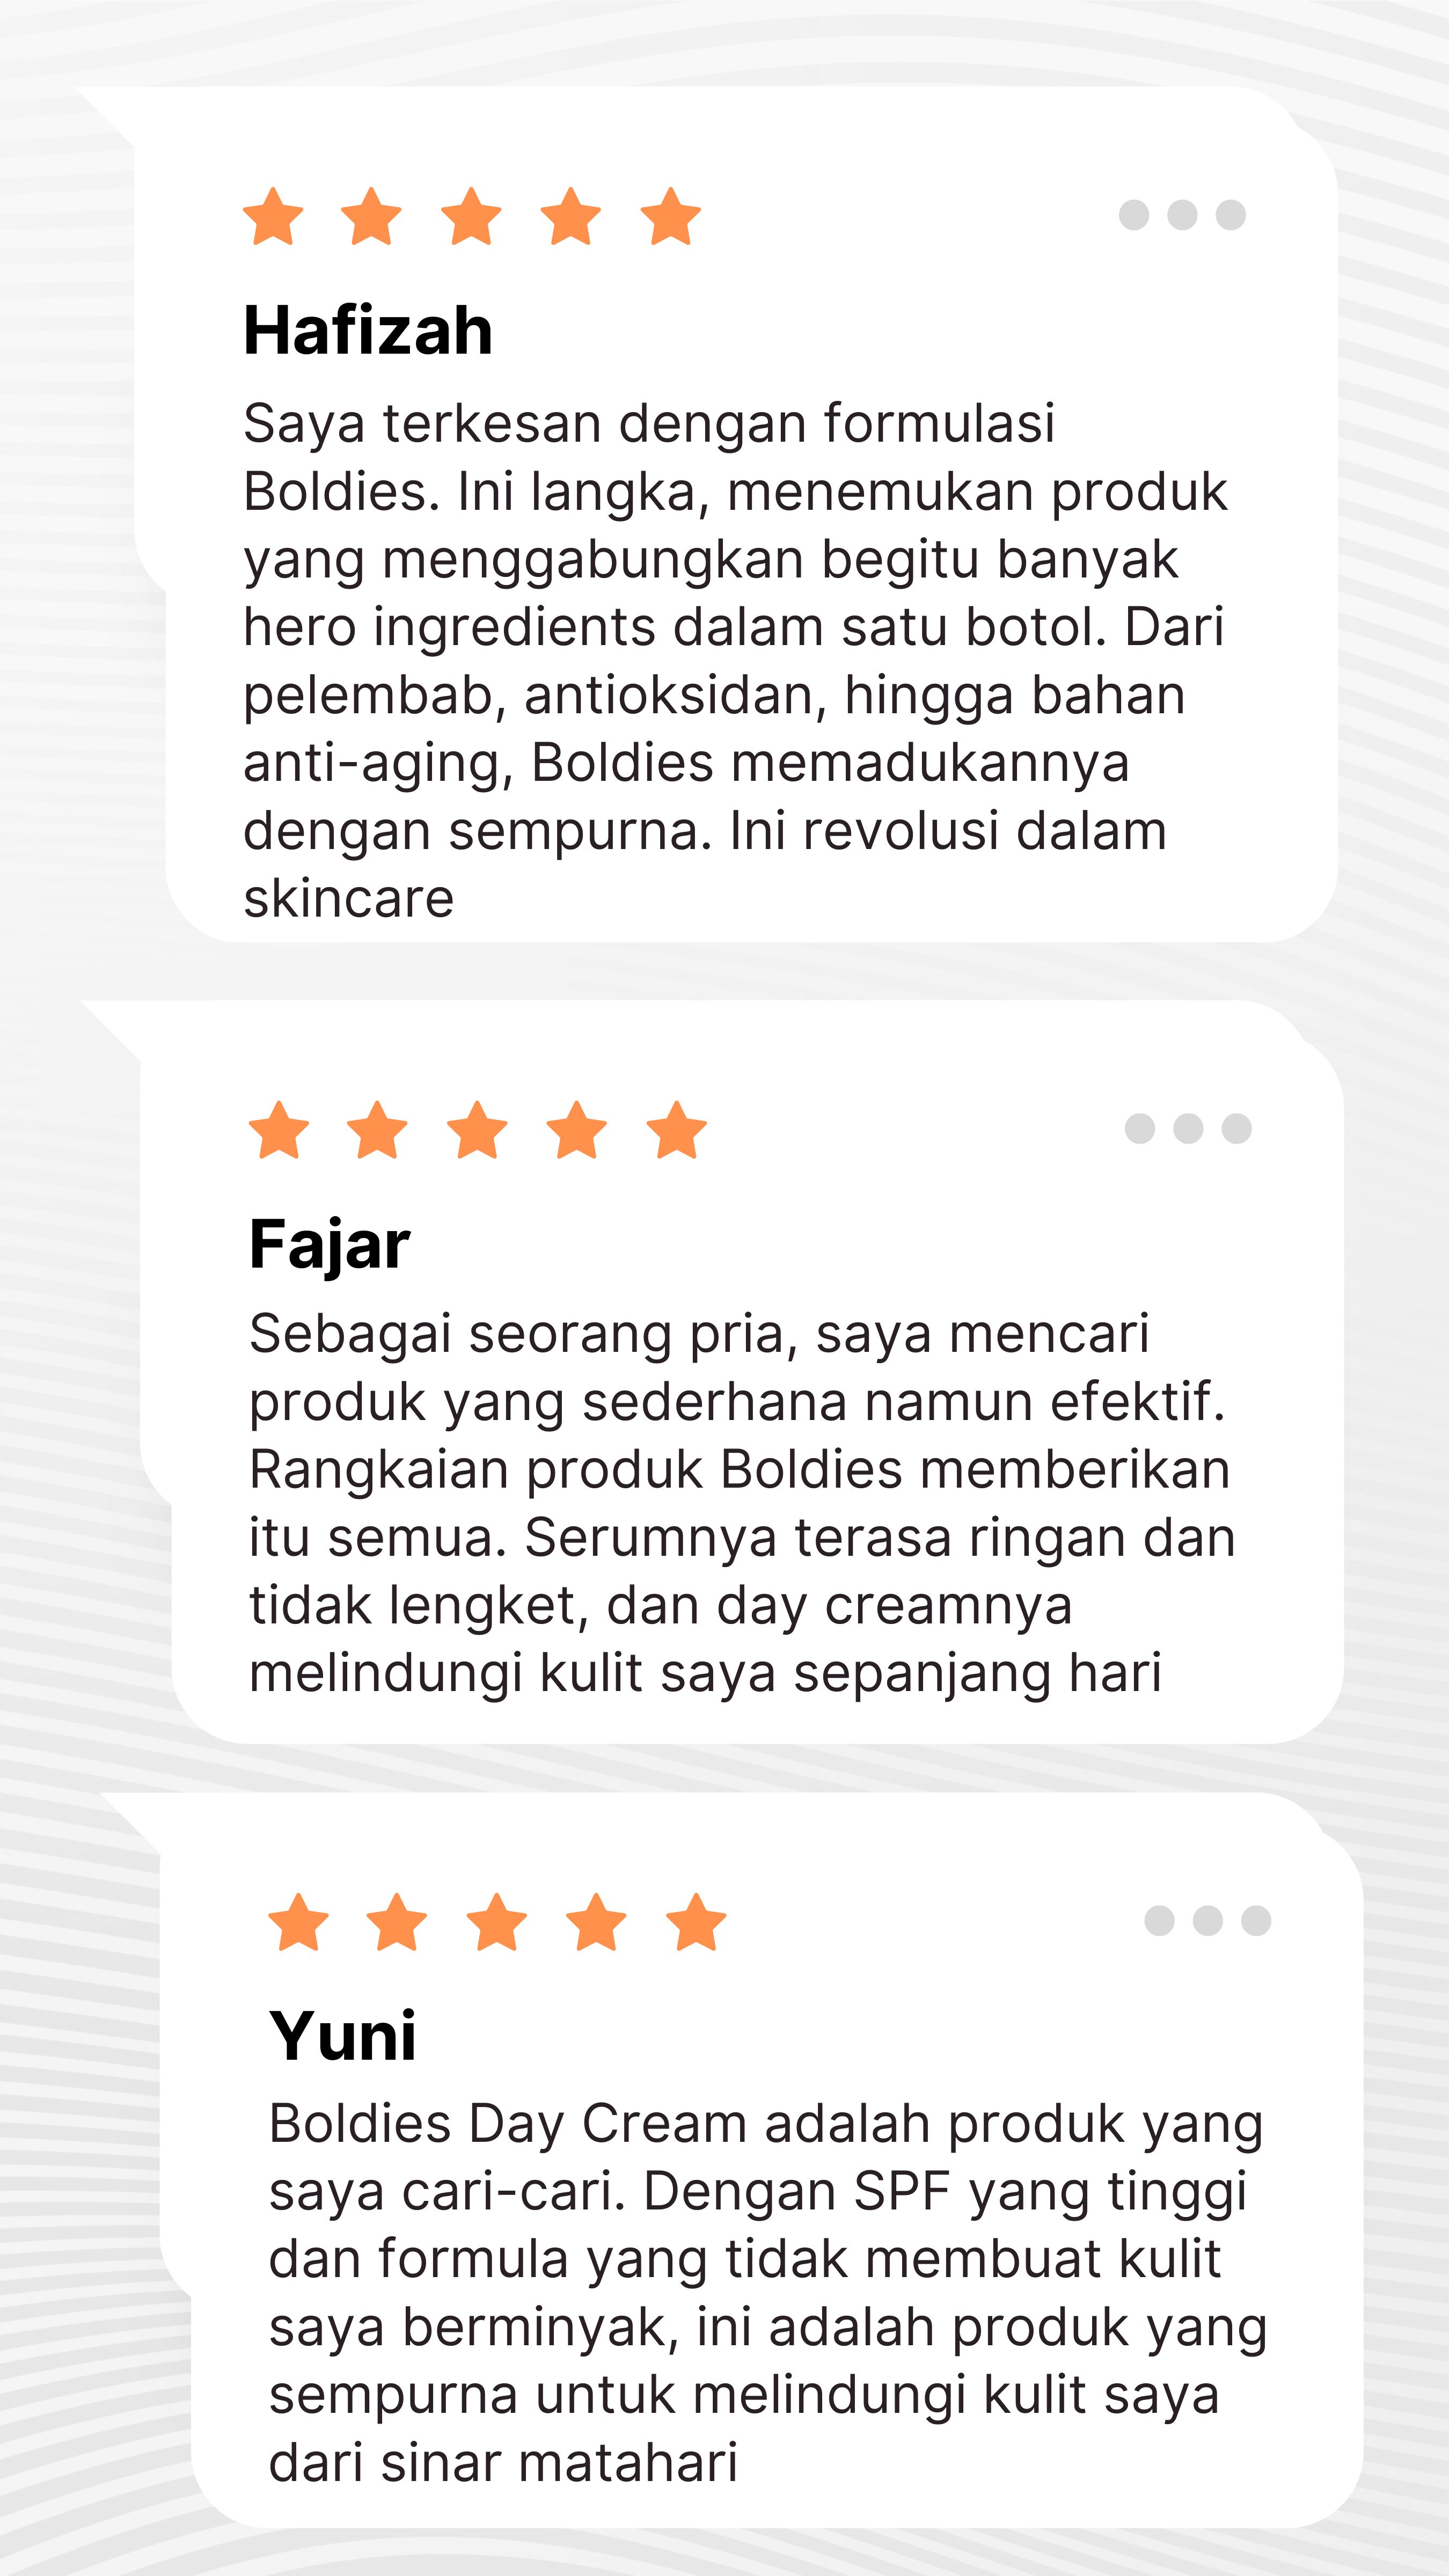 Hafizah
Saya terkesan dengan formulasi
Boldies. Ini langka, menemukan produk
yang menggabungkan begitu banyak
hero ingredients dalam satu botol. Dari
pelembab, antioksidan, hingga bahan
anti-aging, Boldies memadukannya
dengan sempurna. Ini revolusi dalam
skincare
Fajar
Sebagai seorang pria, saya mencari
produk yang sederhana namun efektif.
Rangkaian produk Boldies memberikan
itu semua. Serumnya terasa ringan dan
tidak lengket, dan day creamnya
melindungi kulit saya sepanjang hari
Yuni
Boldies Day Cream adalah produk yang
saya cari-cari. Dengan SPF yang tinggi
dan formula yang tidak membuat kulit
saya berminyak, ini adalah produk yang
sempurna untuk melindungi kulit saya
dari sinar matahari